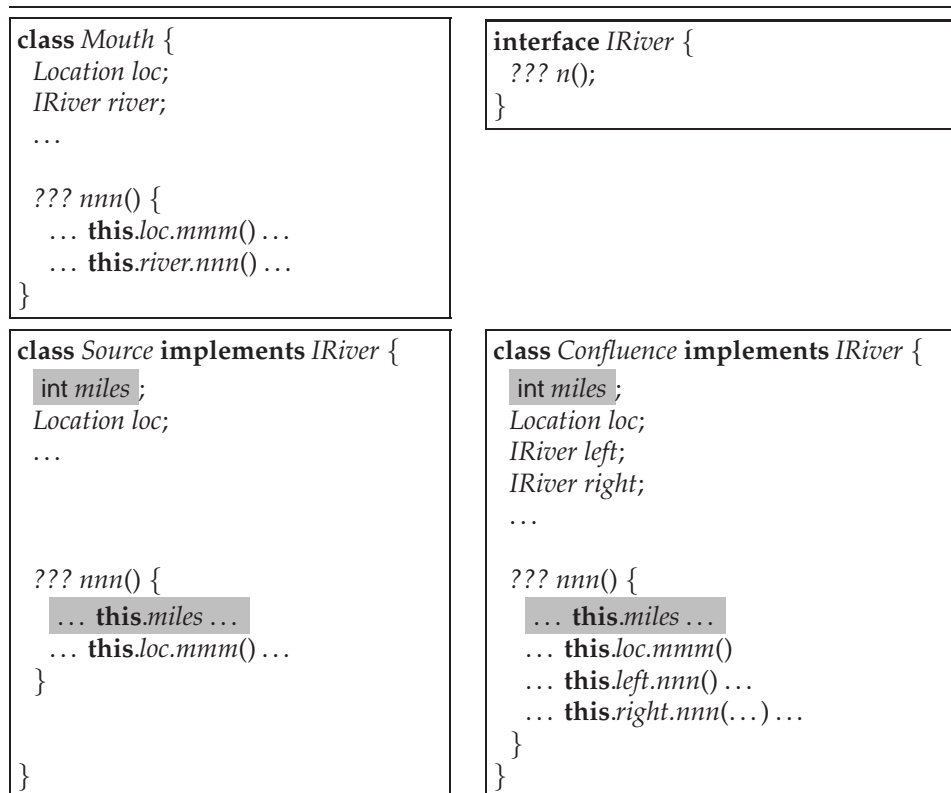 class Mouth {
Location loc;
IRiver river;
. . .
??? nnn() {
. . . this.loc.mmm() . . .
. . . this.river.nnn() . . .
}
interface IRiver {
??? n();
}
class Source implements IRiver {
int miles ;
Location loc;
. . .
??? nnn() {
. . . this.miles . . .
. . . this.loc.mmm() . . .
}
}
class Confluence implements IRiver {
int miles ;
Location loc;
IRiver left;
IRiver right;
. . .
??? nnn() {
. . . this.miles . . .
. . . this.loc.mmm()
. . . this.left.nnn() . . .
. . . this.right.nnn(. . .) . . .
}
}